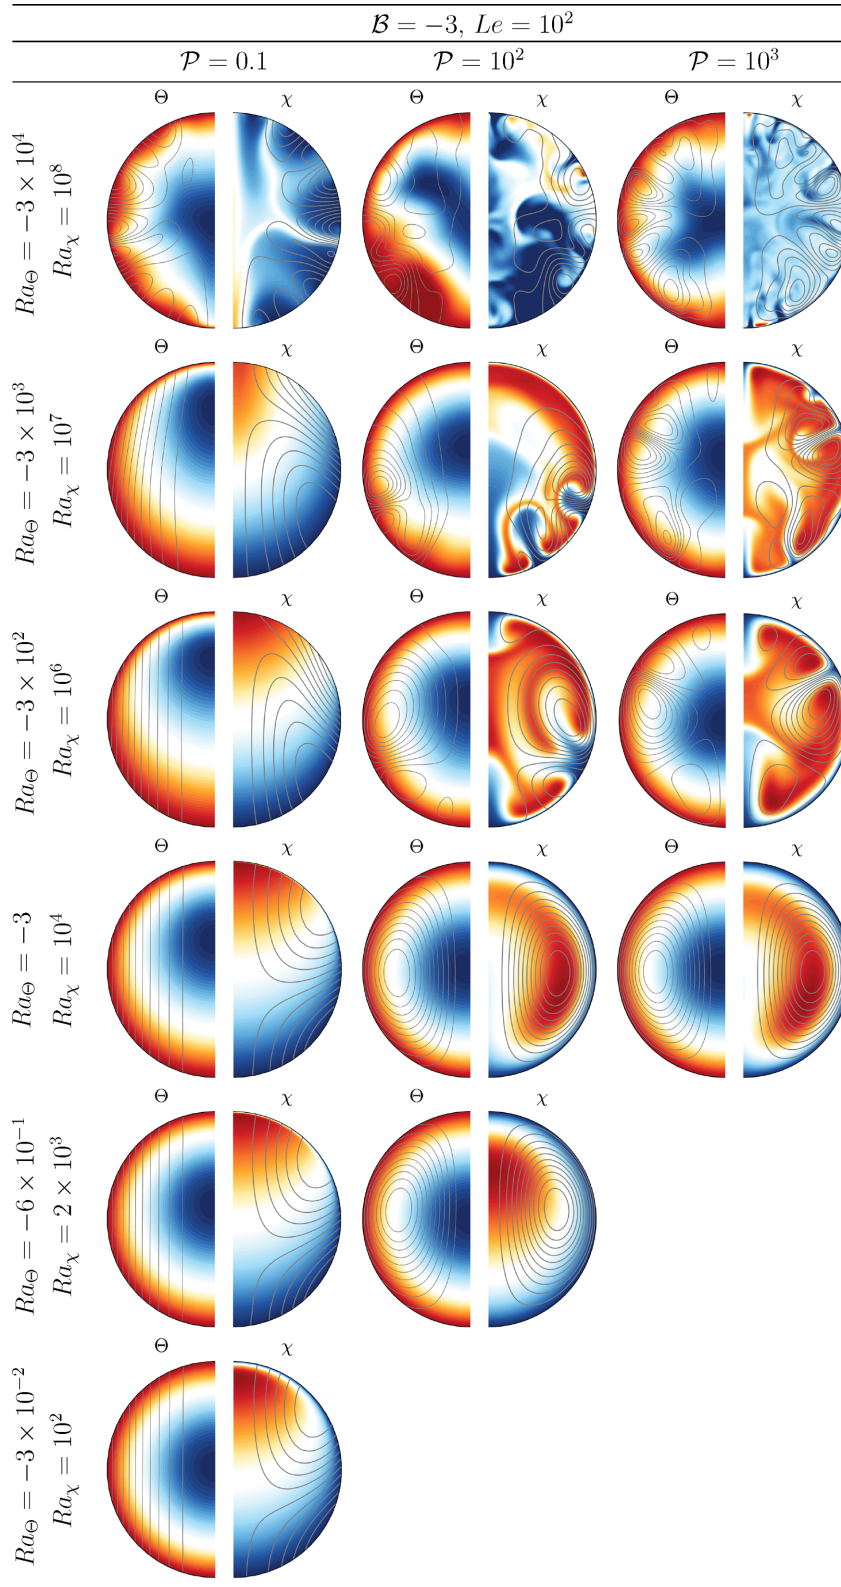 ℬ = −3, Le = 10²
𝒫 = 0.1 𝒫 = 10² 𝒫 = 10³
Θ χ Θ χ Θ χ
Ra_Θ = −3 × 10⁴
Ra_χ = 10⁸
Θ χ Θ χ Θ χ
Ra_Θ = −3 × 10³
Ra_χ = 10⁷
Θ χ Θ χ Θ χ
Ra_Θ = −3 × 10²
Ra_χ = 10⁶
Θ χ Θ χ Θ χ
Ra_Θ = −3
Ra_χ = 10⁴
Θ χ Θ χ
Ra_Θ = −6 × 10⁻¹
Ra_χ = 2 × 10³
Θ χ
Ra_Θ = −3 × 10⁻²
Ra_χ = 10²